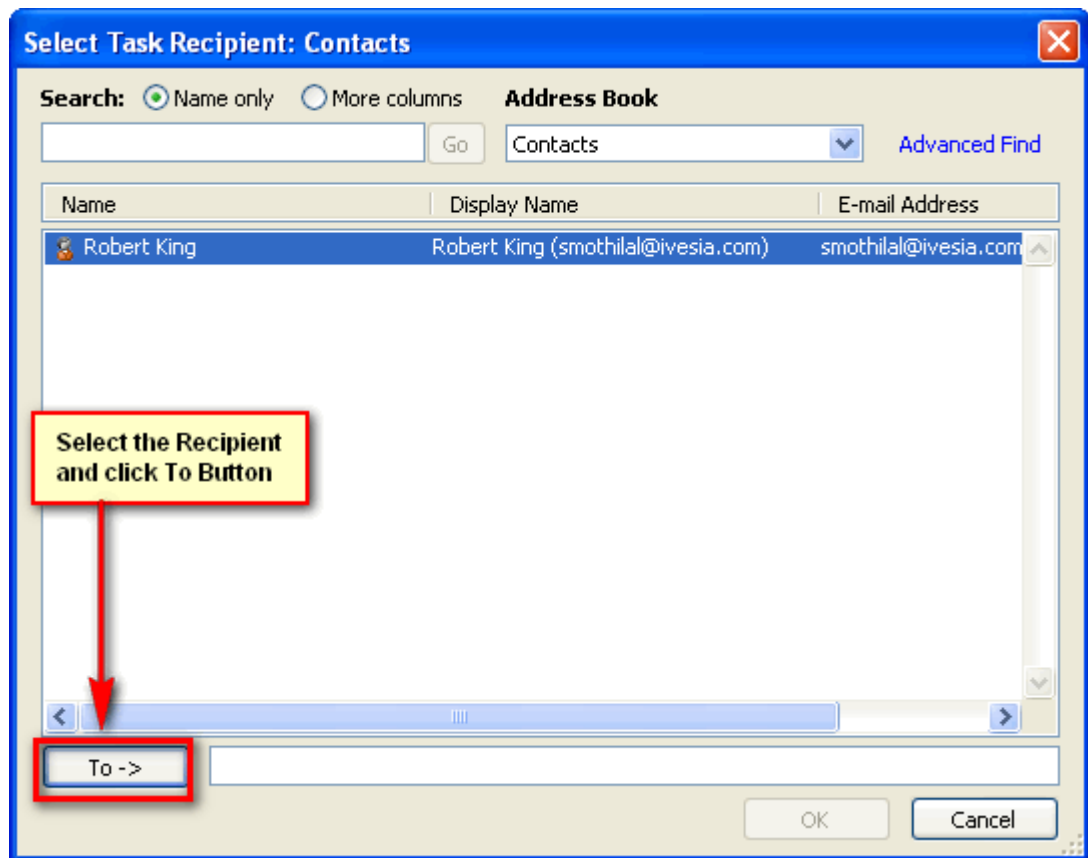 Select Task Recipient: Contacts
Search: Name only More columns Address Book
Go Contacts Advanced Find
Name Display Name E-mail Address
Robert King Robert King (smothilal@ivesia.com) smothilal@ivesia.com
Select the Recipient
and click To Button
To ->
OK Cancel